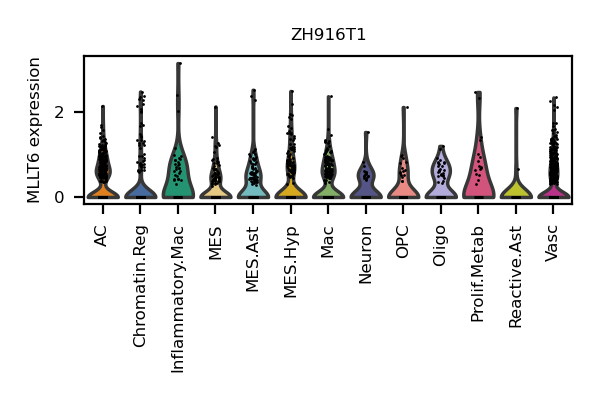 ZH916T1
MLLT6 expression
2
0
AC
Chromatin.Reg
Inflammatory.Mac
MES
MES.Ast
MES.Hyp
Mac
Neuron
OPC
Oligo
Prolif.Metab
Reactive.Ast
Vasc